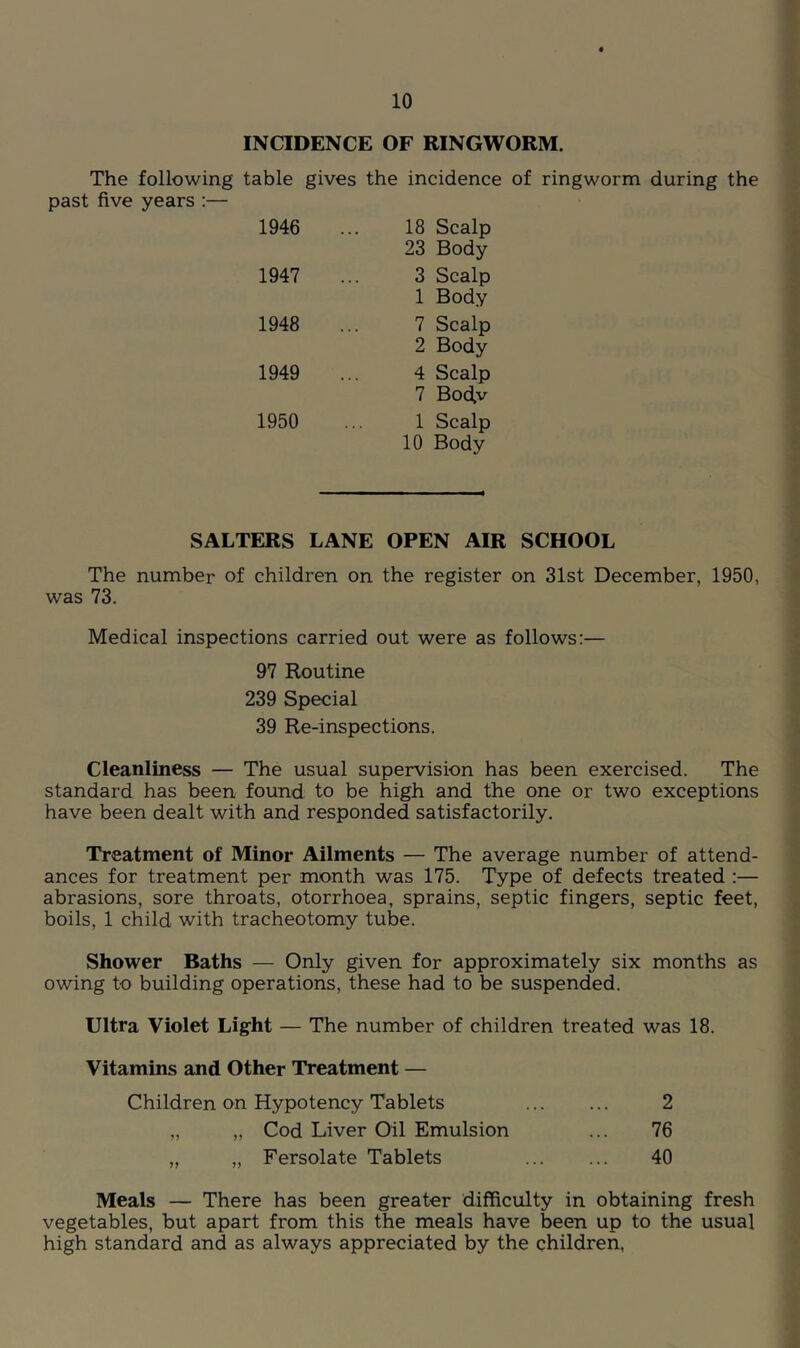 10
INCIDENCE OF RINGWORM.
The following table gives the incidence of ringworm during the
past five years :—
1946 ... 18 Scalp
23 Body
1947 ... 3 Scalp
1 Body
1948 ... 7 Scalp
2 Body
1949 ... 4 Scalp
7 Body
1950 ... 1 Scalp
10 Body
SALTERS LANE OPEN AIR SCHOOL
The number of children on the register on 31st December, 1950,
was 73.
Medical inspections carried out were as follows:—
97 Routine
239 Special
39 Re-inspections.
Cleanliness — The usual supervision has been exercised. The
standard has been found to be high and the one or two exceptions
have been dealt with and responded satisfactorily.
Treatment of Minor Ailments — The average number of attend-
ances for treatment per month was 175. Type of defects treated :—
abrasions, sore throats, otorrhoea, sprains, septic fingers, septic feet,
boils, 1 child with tracheotomy tube.
Shower Baths — Only given for approximately six months as
owing to building operations, these had to be suspended.
Ultra Violet Light — The number of children treated was 18.
Vitamins and Other Treatment —
Children on Hypotency Tablets ... ... 2
„ „ Cod Liver Oil Emulsion ... 76
„ „ Fersolate Tablets ... ... 40
Meals — There has been greater difficulty in obtaining fresh
vegetables, but apart from this the meals have been up to the usual
high standard and as always appreciated by the children,